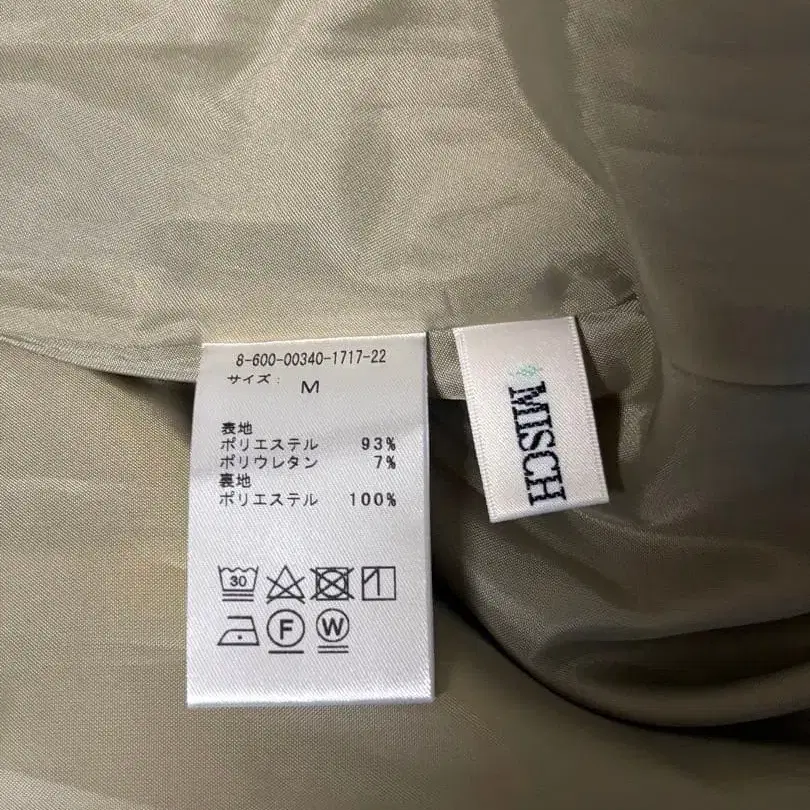 8-600-00340-1717-22
サイズ: M
表地
ポリエステル 93%
ポリウレタン 7%
裏地
ポリエステル 100%
30
F W
MISCH